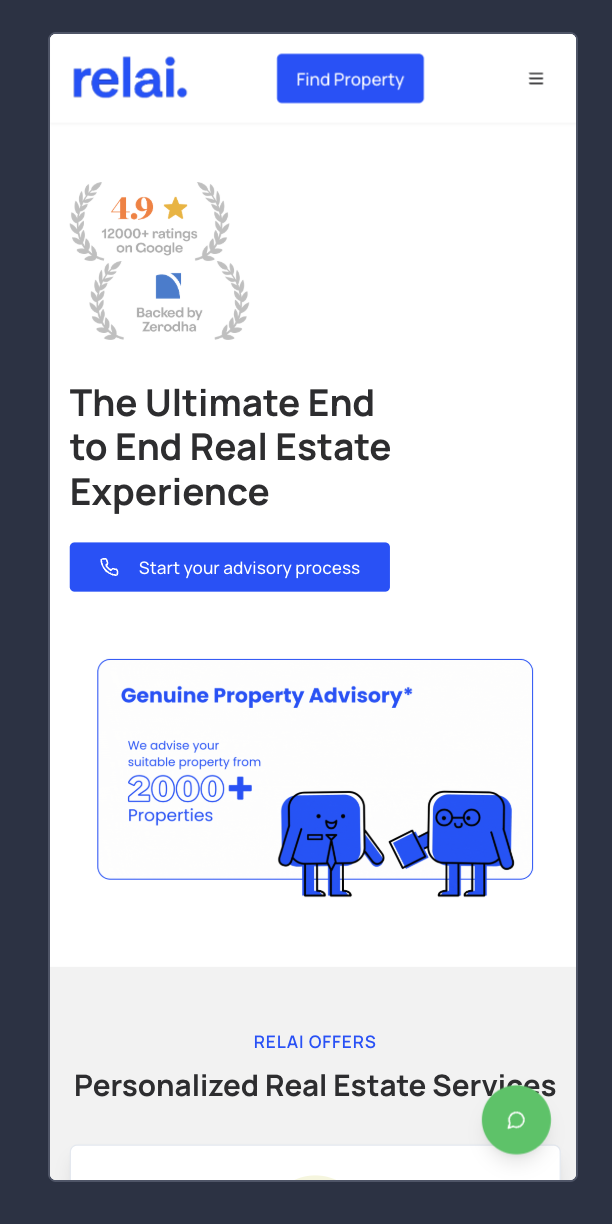 relai.
Find Property
4.9
12000+ ratings
on Google
Backed by
Zerodha
The Ultimate End
to End Real Estate
Experience
Start your advisory process
Genuine Property Advisory*
We advise your
suitable property from
2000+
Properties
RELAI OFFERS
Personalized Real Estate Services